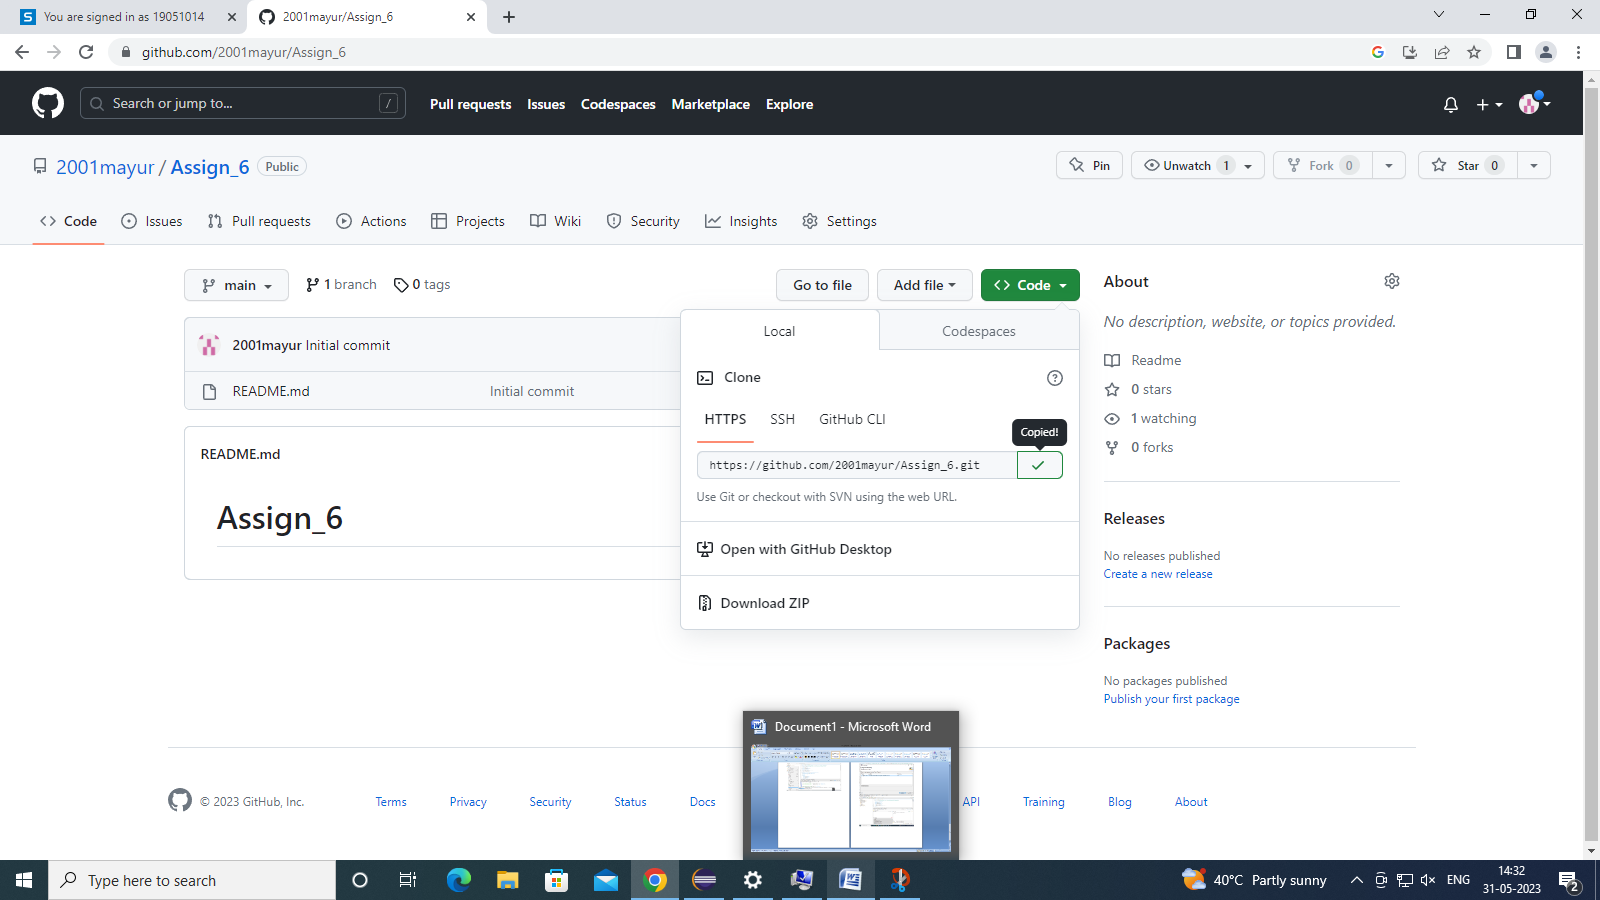 You are signed in as 19051014
2001mayur/Assign_6
github.com/2001mayur/Assign_6
Search or jump to... /
Pull requests Issues Codespaces Marketplace Explore
2001mayur / Assign_6 Public
Pin Unwatch 1 Fork 0 Star 0
Code Issues Pull requests Actions Projects Wiki Security Insights Settings
main 1 branch 0 tags Go to file Add file Code
2001mayur Initial commit
README.md Initial commit
README.md
Assign_6
Local Codespaces
Clone
HTTPS SSH GitHub CLI
Copied!
https://github.com/2001mayur/Assign_6.git
Use Git or checkout with SVN using the web URL.
Open with GitHub Desktop
Download ZIP
About
No description, website, or topics provided.
Readme
0 stars
1 watching
0 forks
Releases
No releases published
Create a new release
Packages
No packages published
Publish your first package
Document1 - Microsoft Word
© 2023 GitHub, Inc. Terms Privacy Security Status Docs API Training Blog About
Type here to search
40°C Partly sunny
ENG
14:32
31-05-2023
2